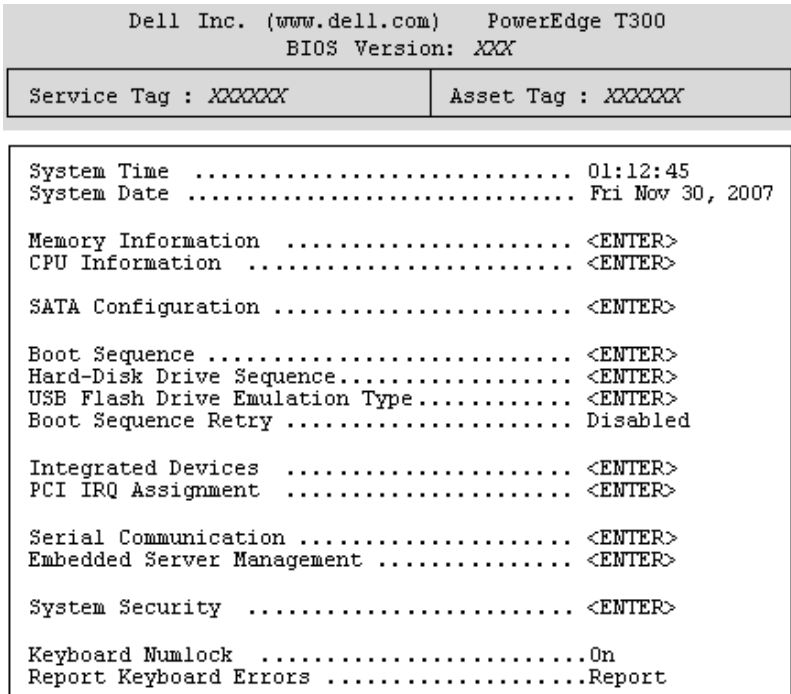 Dell Inc. (www.dell.com) PowerEdge T300
BIOS Version: XXX
Service Tag : XXXXXX Asset Tag : XXXXXX
System Time ............................. 01:12:45
System Date .............................. Fri Nov 30, 2007
Memory Information ...................... <ENTER>
CPU Information ......................... <ENTER>
SATA Configuration ....................... <ENTER>
Boot Sequence ............................ <ENTER>
Hard-Disk Drive Sequence.................. <ENTER>
USB Flash Drive Emulation Type............ <ENTER>
Boot Sequence Retry ...................... Disabled
Integrated Devices ...................... <ENTER>
PCI IRQ Assignment ...................... <ENTER>
Serial Communication ..................... <ENTER>
Embedded Server Management ............... <ENTER>
System Security ......................... <ENTER>
Keyboard Numlock .........................On
Report Keyboard Errors ....................Report